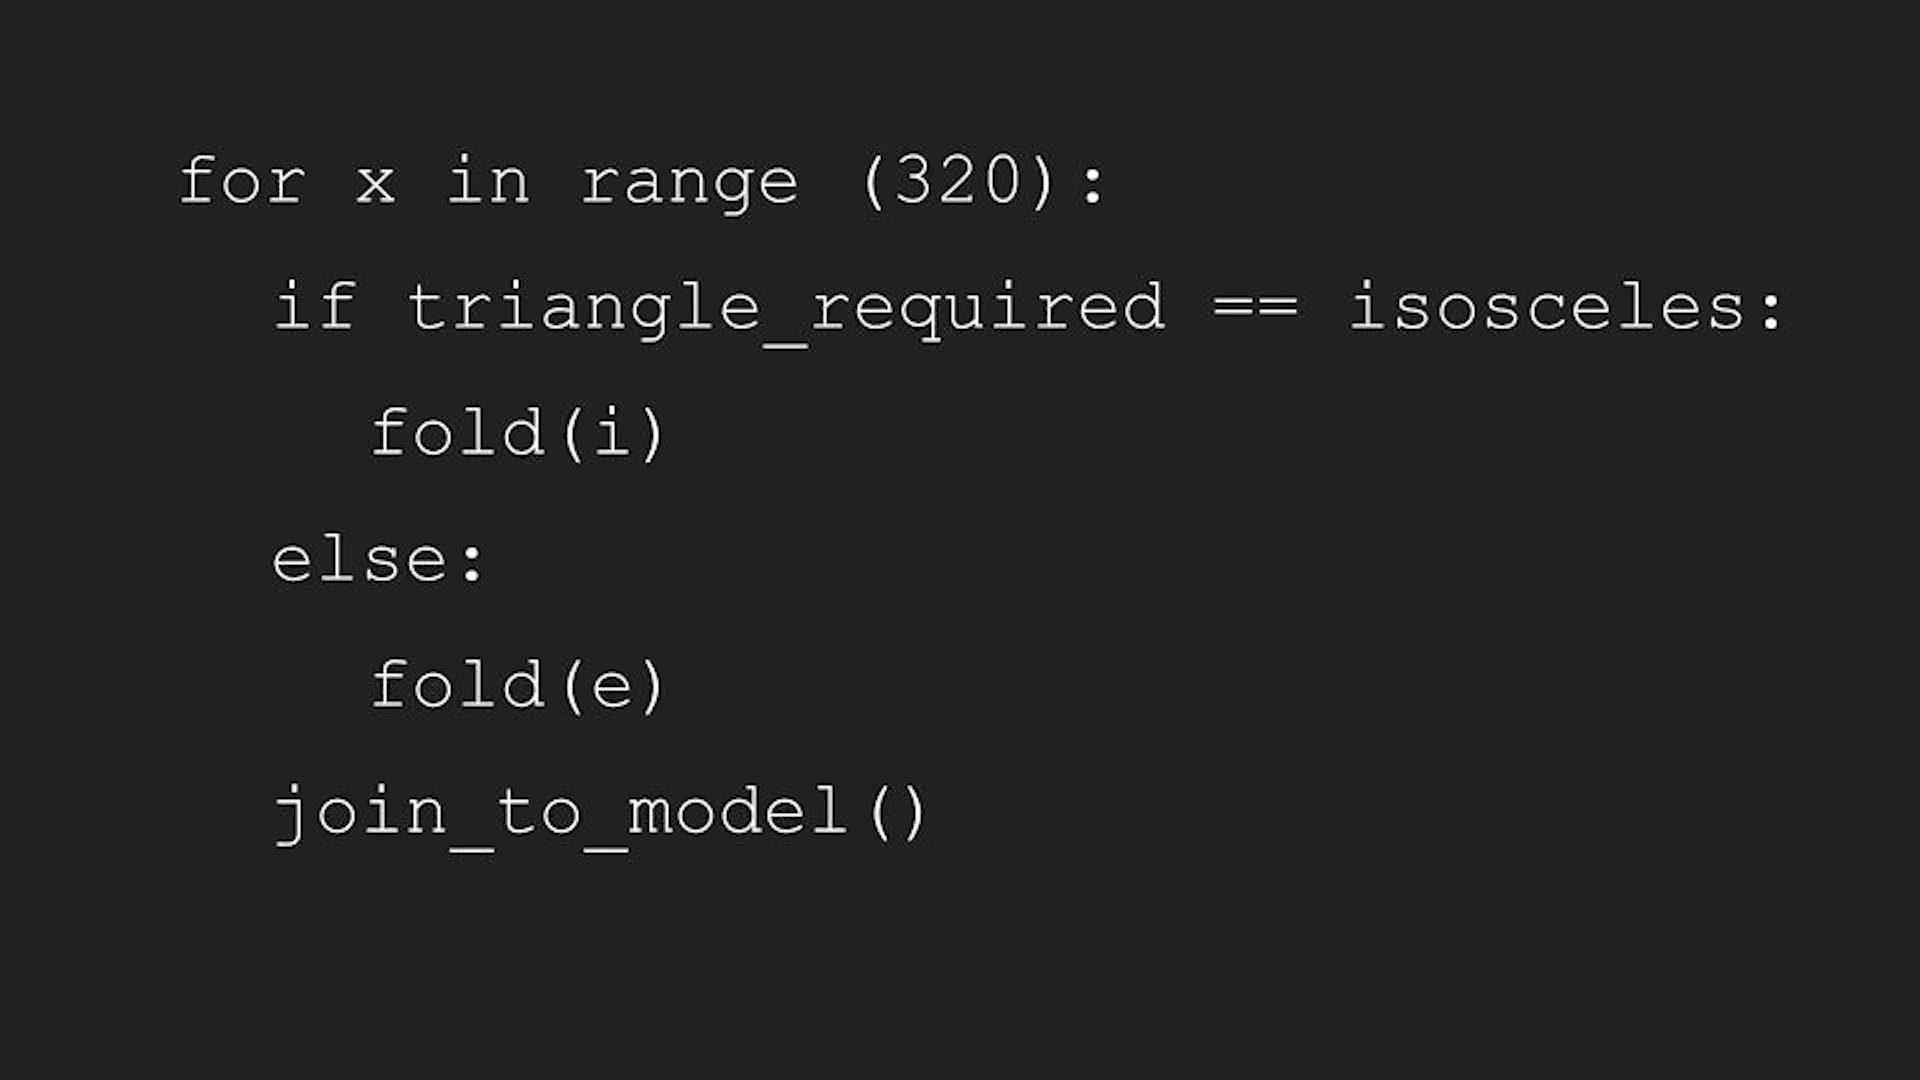 for x in range (320):
if triangle_required == isosceles:
fold(i)
else:
fold(e)
join_to_model()